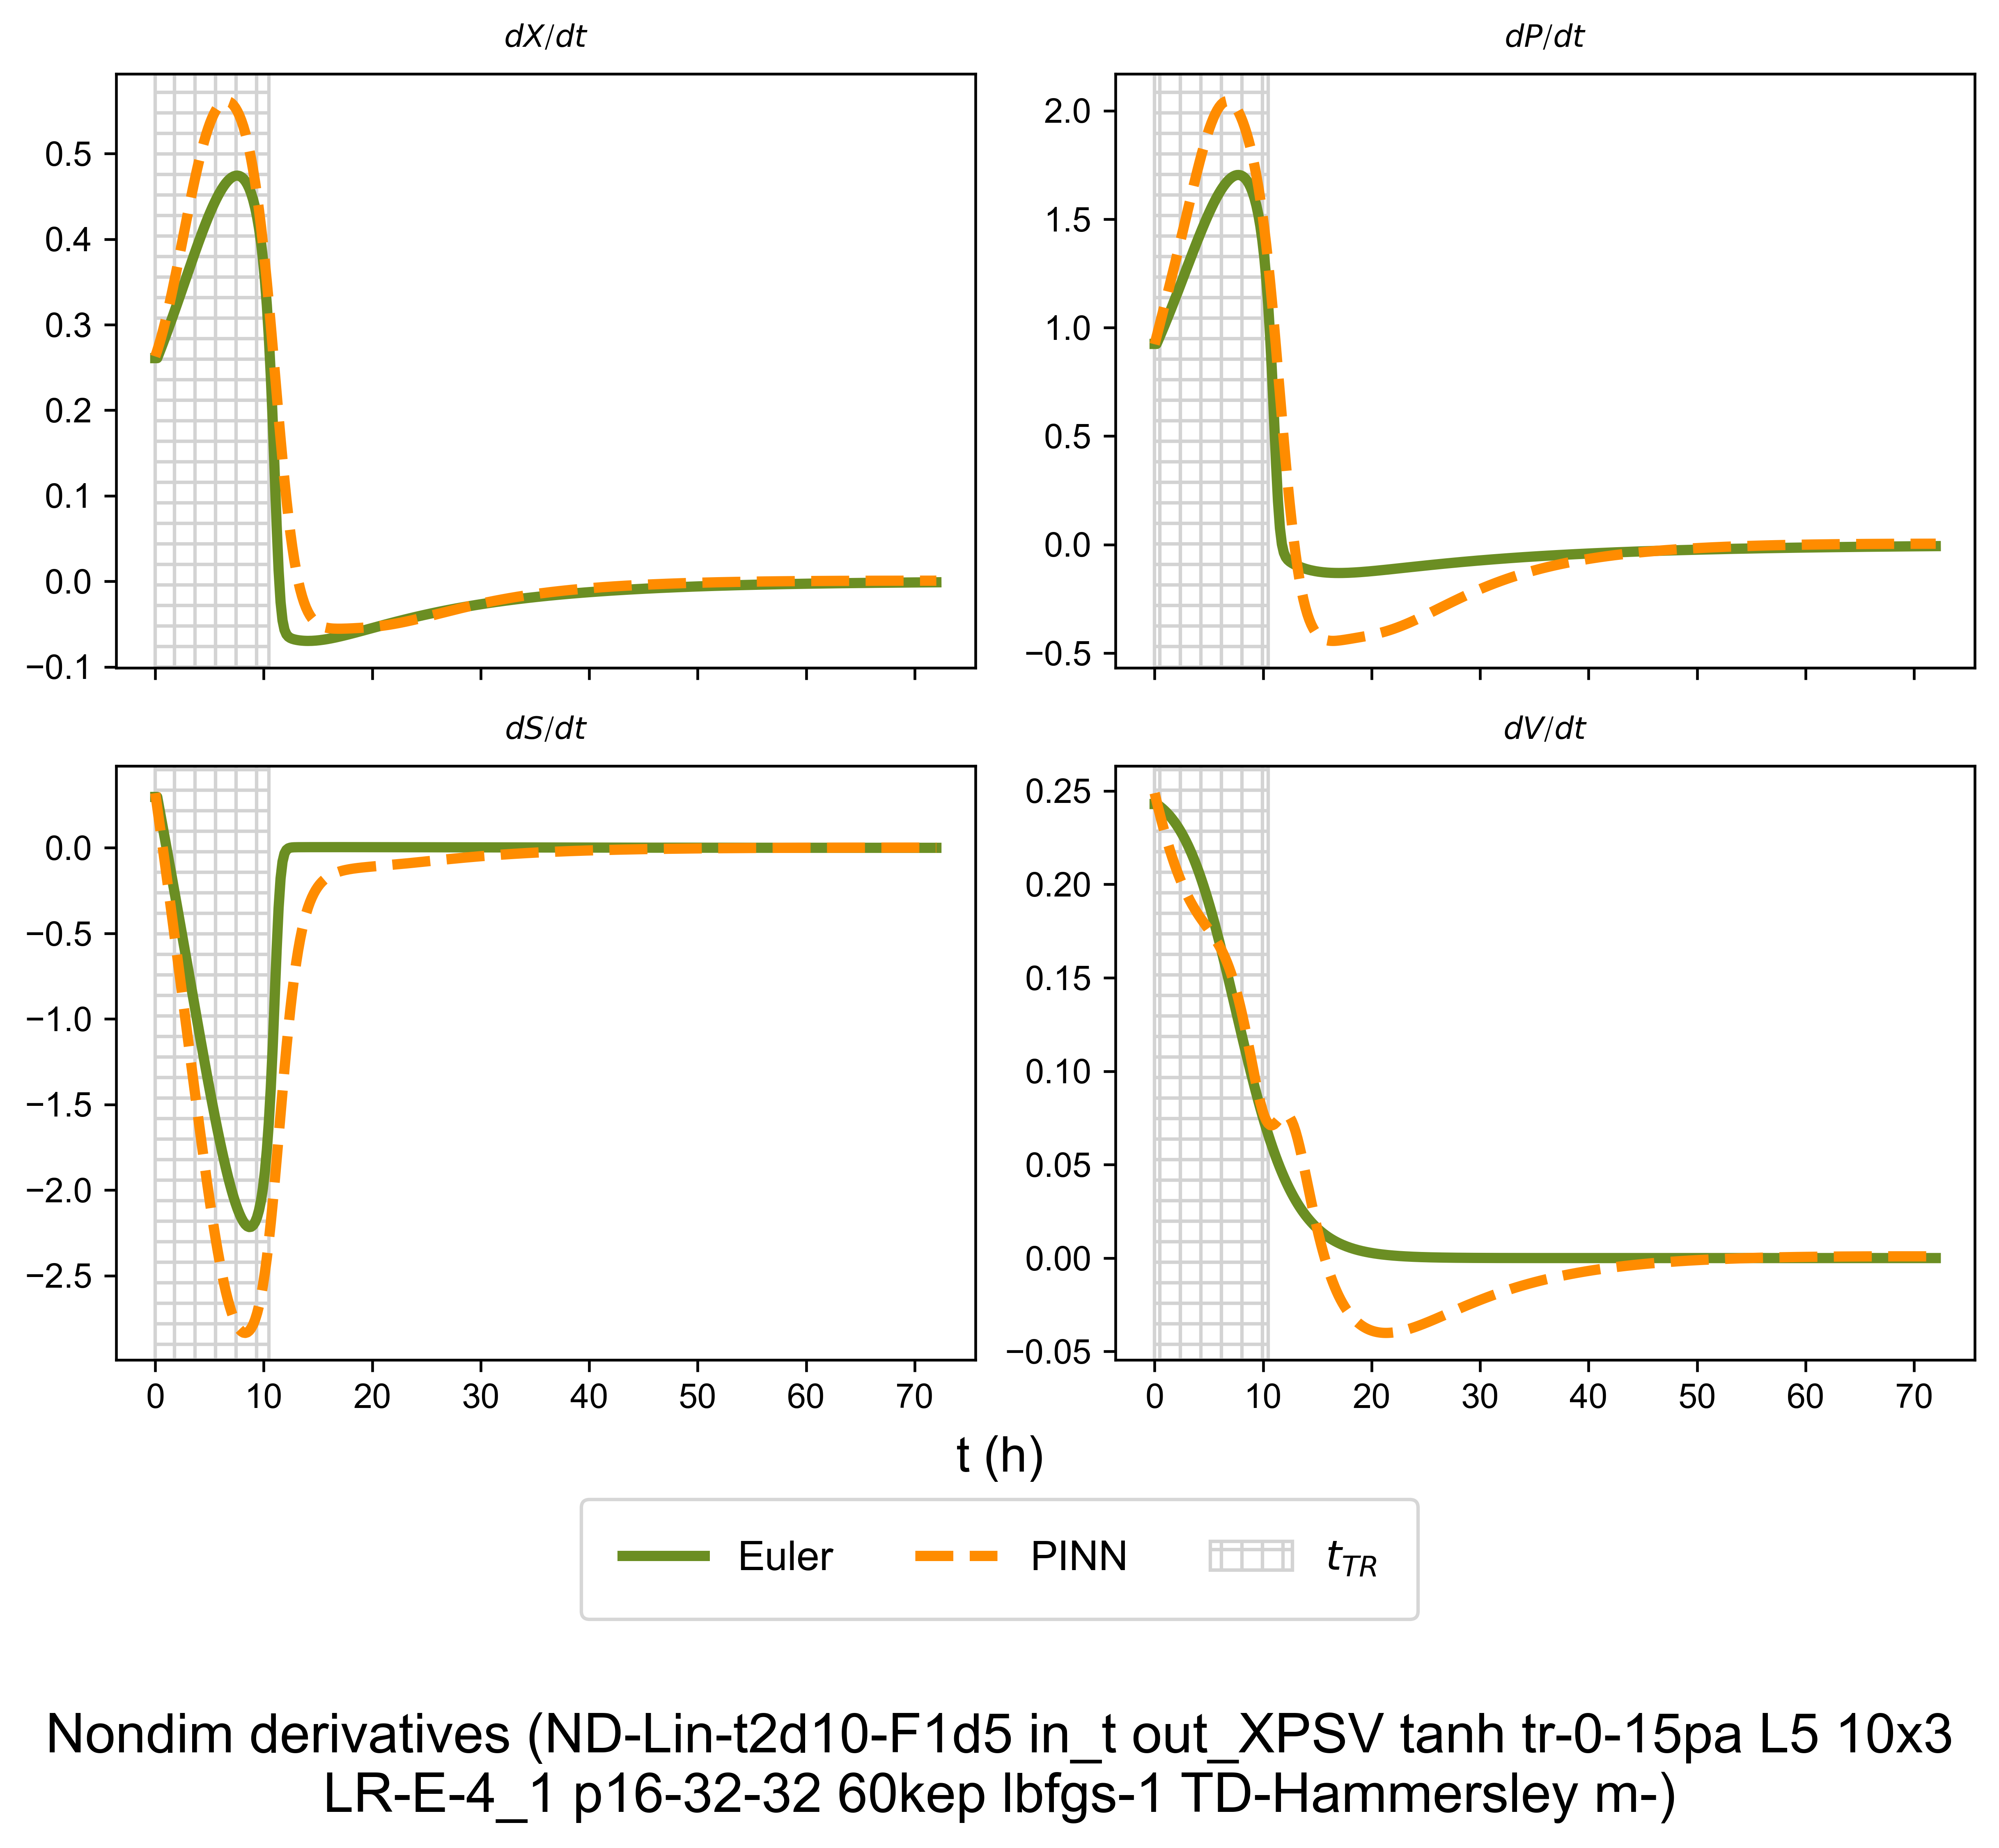 dX/dt
dP/dt
0.5
0.4
0.3
0.2
0.1
0.0
−0.1
2.0
1.5
1.0
0.5
0.0
−0.5
dS/dt
dV/dt
0.0
−0.5
−1.0
−1.5
−2.0
−2.5
0 10 20 30 40 50 60 70
0.25
0.20
0.15
0.10
0.05
0.00
−0.05
0 10 20 30 40 50 60 70
t (h)
Euler PINN t_TR
Nondim derivatives (ND-Lin-t2d10-F1d5 in_t out_XPSV tanh tr-0-15pa L5 10x3
LR-E-4_1 p16-32-32 60kep lbfgs-1 TD-Hammersley m-)